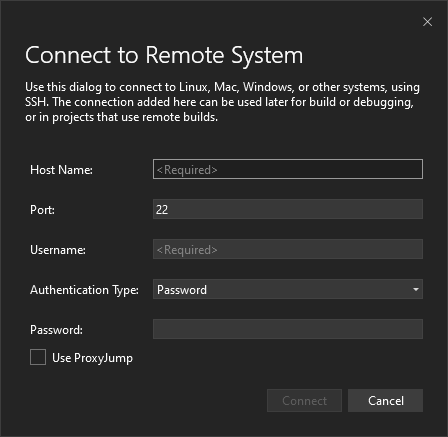 Connect to Remote System
Use this dialog to connect to Linux, Mac, Windows, or other systems, using
SSH. The connection added here can be used later for build or debugging,
or in projects that use remote builds.
Host Name: <Required>
Port: 22
Username: <Required>
Authentication Type: Password
Password:
Use ProxyJump
Connect Cancel